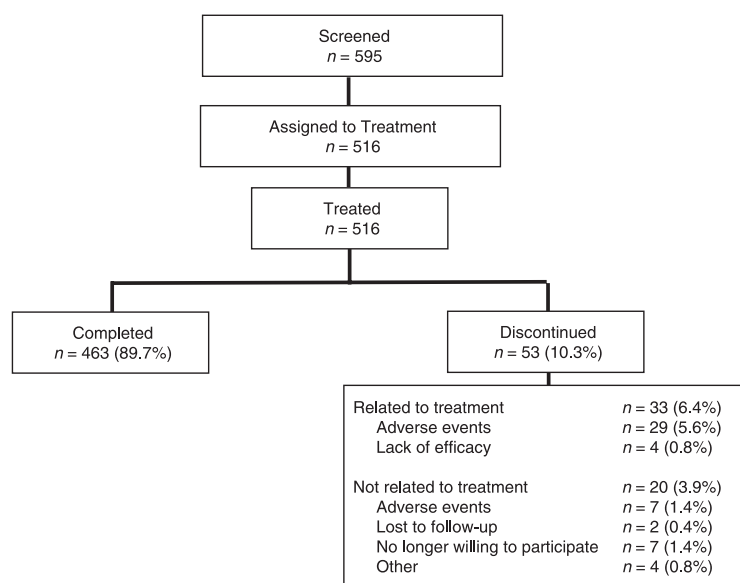 Screened
n = 595
Assigned to Treatment
n = 516
Treated
n = 516
Completed
n = 463 (89.7%)
Discontinued
n = 53 (10.3%)
Related to treatment n = 33 (6.4%)
Adverse events n = 29 (5.6%)
Lack of efficacy n = 4 (0.8%)
Not related to treatment n = 20 (3.9%)
Adverse events n = 7 (1.4%)
Lost to follow-up n = 2 (0.4%)
No longer willing to participate n = 7 (1.4%)
Other n = 4 (0.8%)